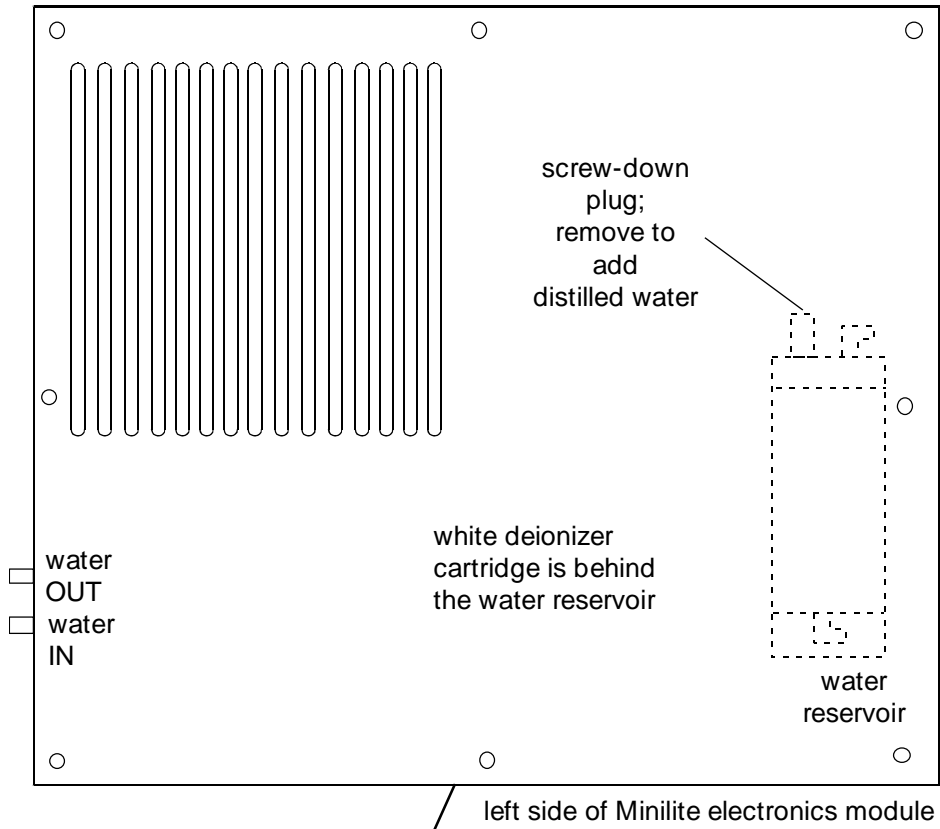 screw-down
plug;
remove to
add
distilled water
water
OUT
water
IN
white deionizer
cartridge is behind
the water reservoir
water
reservoir
left side of Minilite electronics module